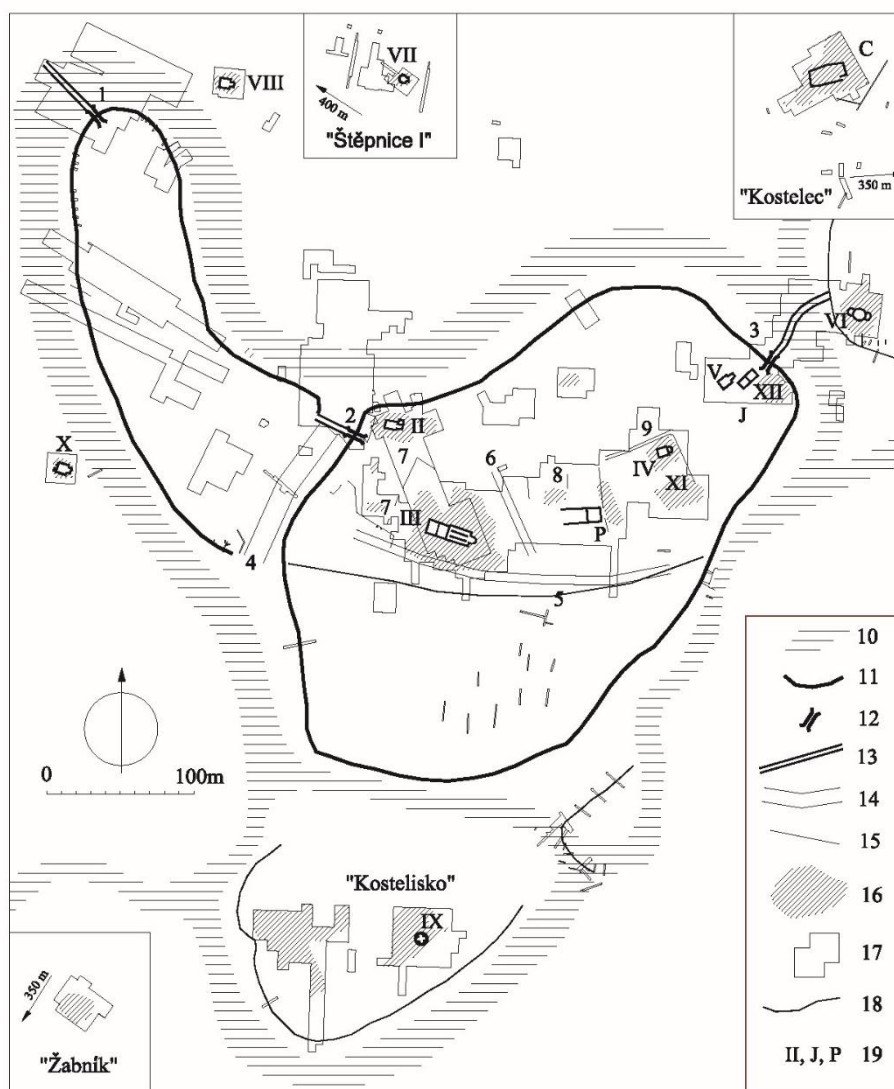 VII
C
VIII
1
400 m
"Štěpnice I"
350 m
"Kostelec"
VI
3
V
XII
J
2
II
9
X
7
6
IV
8
XI
7
III
P
4
5
10
11
12
0 100m
13
14
15
"Kostelisko"
16
IX
17
350 m
18
"Žabník"
II, J, P 19